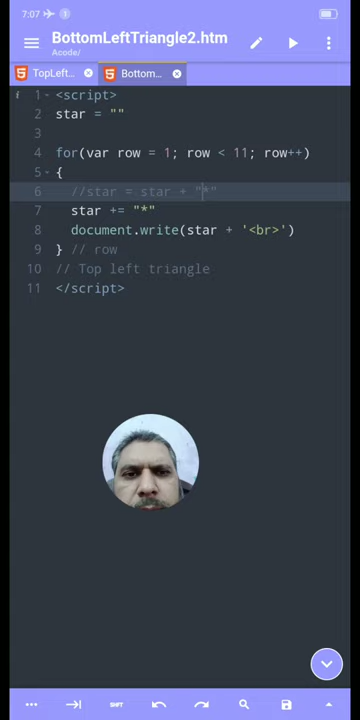 7:07
BottomLeftTriangle2.htm
Acode/
TopLeft...
Bottom...
1 <script>
2 star = ""
3
4 for(var row = 1; row < 11; row++)
5 {
6 //star = star + "*"
7 star += "*"
8 document.write(star + '<br>')
9 } // row
10 // Top left triangle
11 </script>
SHFT